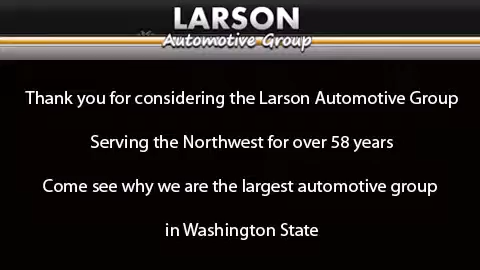 LARSON
Automotive Group
Thank you for considering the Larson Automotive Group
Serving the Northwest for over 58 years
Come see why we are the largest automotive group
in Washington State